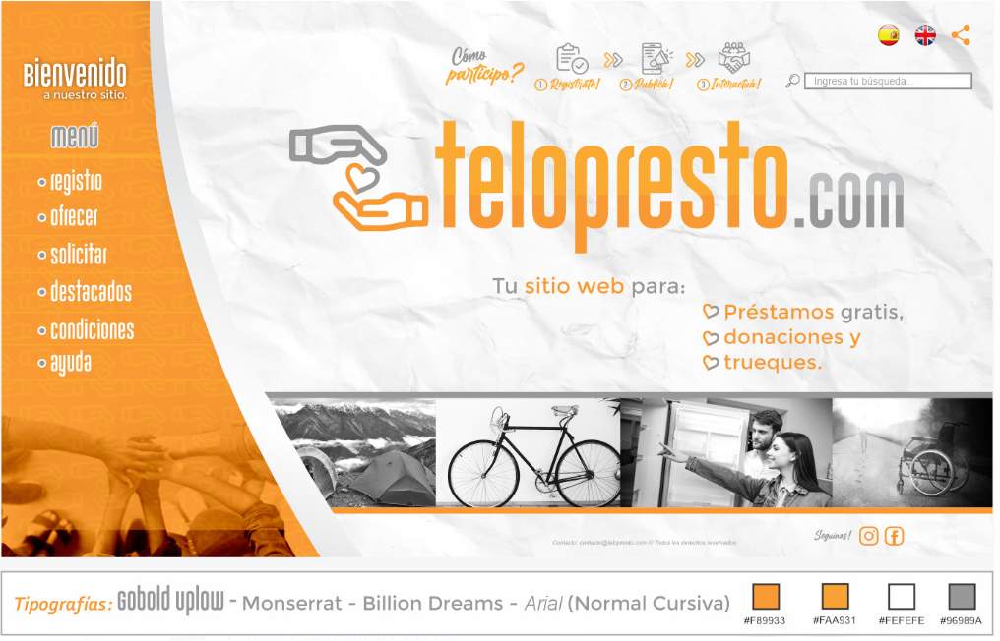 Bienvenido
a nuestro sitio.
menú
registro
ofrecer
solicitar
destacados
condiciones
ayuda
Cómo
participo?
1 Registrate!
2 Publicá!
3 Interactuá!
Ingresa tu búsqueda...
telopresto.com
Tu sitio web para:
Préstamos gratis,
donaciones y
trueques.
Seguinos!
Contacto: contacto@telopresto.com /// Todos los derechos reservados.
Tipografías: Gobold Uplow - Monserrat - Billion Dreams - Arial (Normal Cursiva)
#F89933 #FAA931 #FEFEFE #96989A